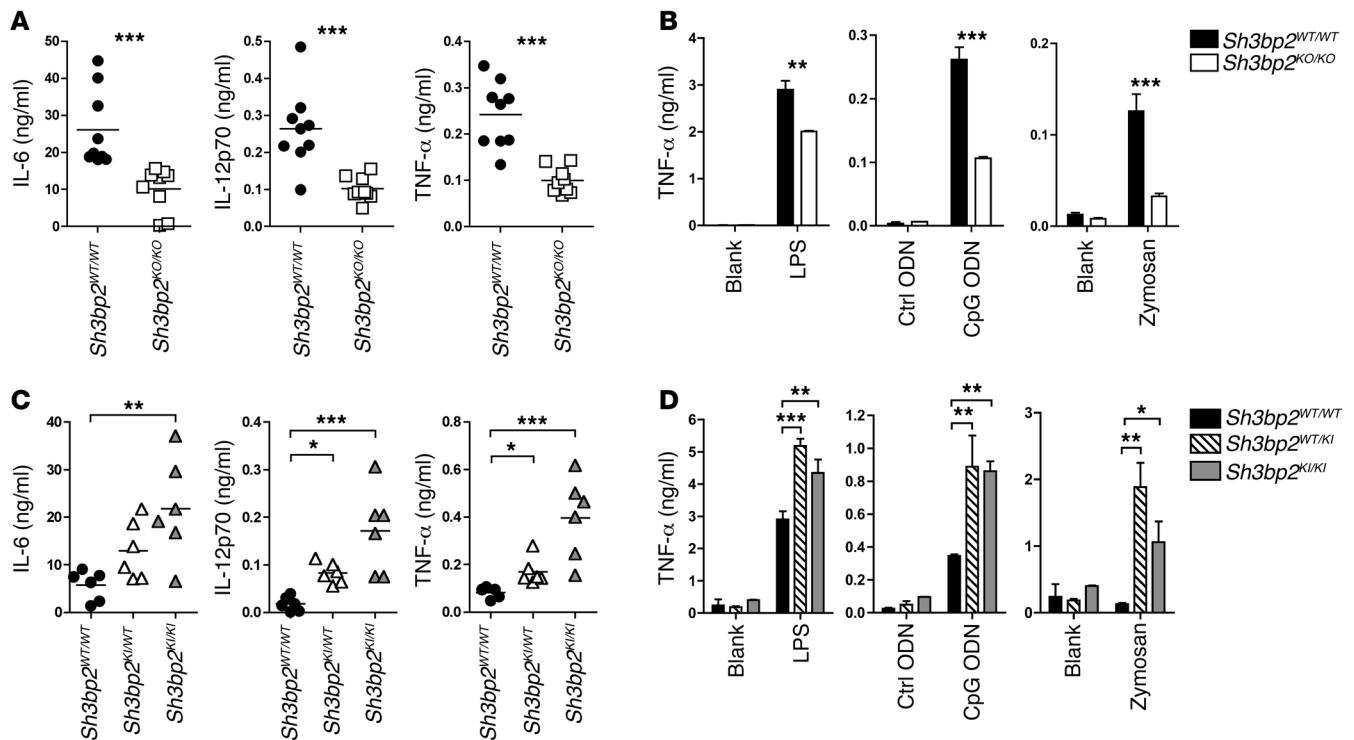 A
***
***
***
IL-6 (ng/ml)
50
40
30
20
10
0
Sh3bp2WT/WT
Sh3bp2KO/KO
IL-12p70 (ng/ml)
0.5
0.4
0.3
0.2
0.1
0.0
Sh3bp2WT/WT
Sh3bp2KO/KO
TNF-α (ng/ml)
0.4
0.3
0.2
0.1
0.0
Sh3bp2WT/WT
Sh3bp2KO/KO
B
TNF-α (ng/ml)
4
3
2
1
0
**
Blank
LPS
0.3
0.2
0.1
0.0
***
Ctrl ODN
CpG ODN
0.2
0.1
0.0
***
Blank
Zymosan
Sh3bp2WT/WT
Sh3bp2KO/KO
C
IL-6 (ng/ml)
40
30
20
10
0
**
Sh3bp2WT/WT
Sh3bp2KI/WT
Sh3bp2KI/KI
IL-12p70 (ng/ml)
0.4
0.3
0.2
0.1
0.0
***
*
Sh3bp2WT/WT
Sh3bp2KI/WT
Sh3bp2KI/KI
TNF-α (ng/ml)
0.8
0.6
0.4
0.2
0.0
***
*
Sh3bp2WT/WT
Sh3bp2KI/WT
Sh3bp2KI/KI
D
TNF-α (ng/ml)
6
5
4
3
2
1
0
**
***
Blank
LPS
1.2
1.0
0.8
0.6
0.4
0.2
0.0
**
**
Ctrl ODN
CpG ODN
3
2
1
0
*
**
Blank
Zymosan
Sh3bp2WT/WT
Sh3bp2WT/KI
Sh3bp2KI/KI